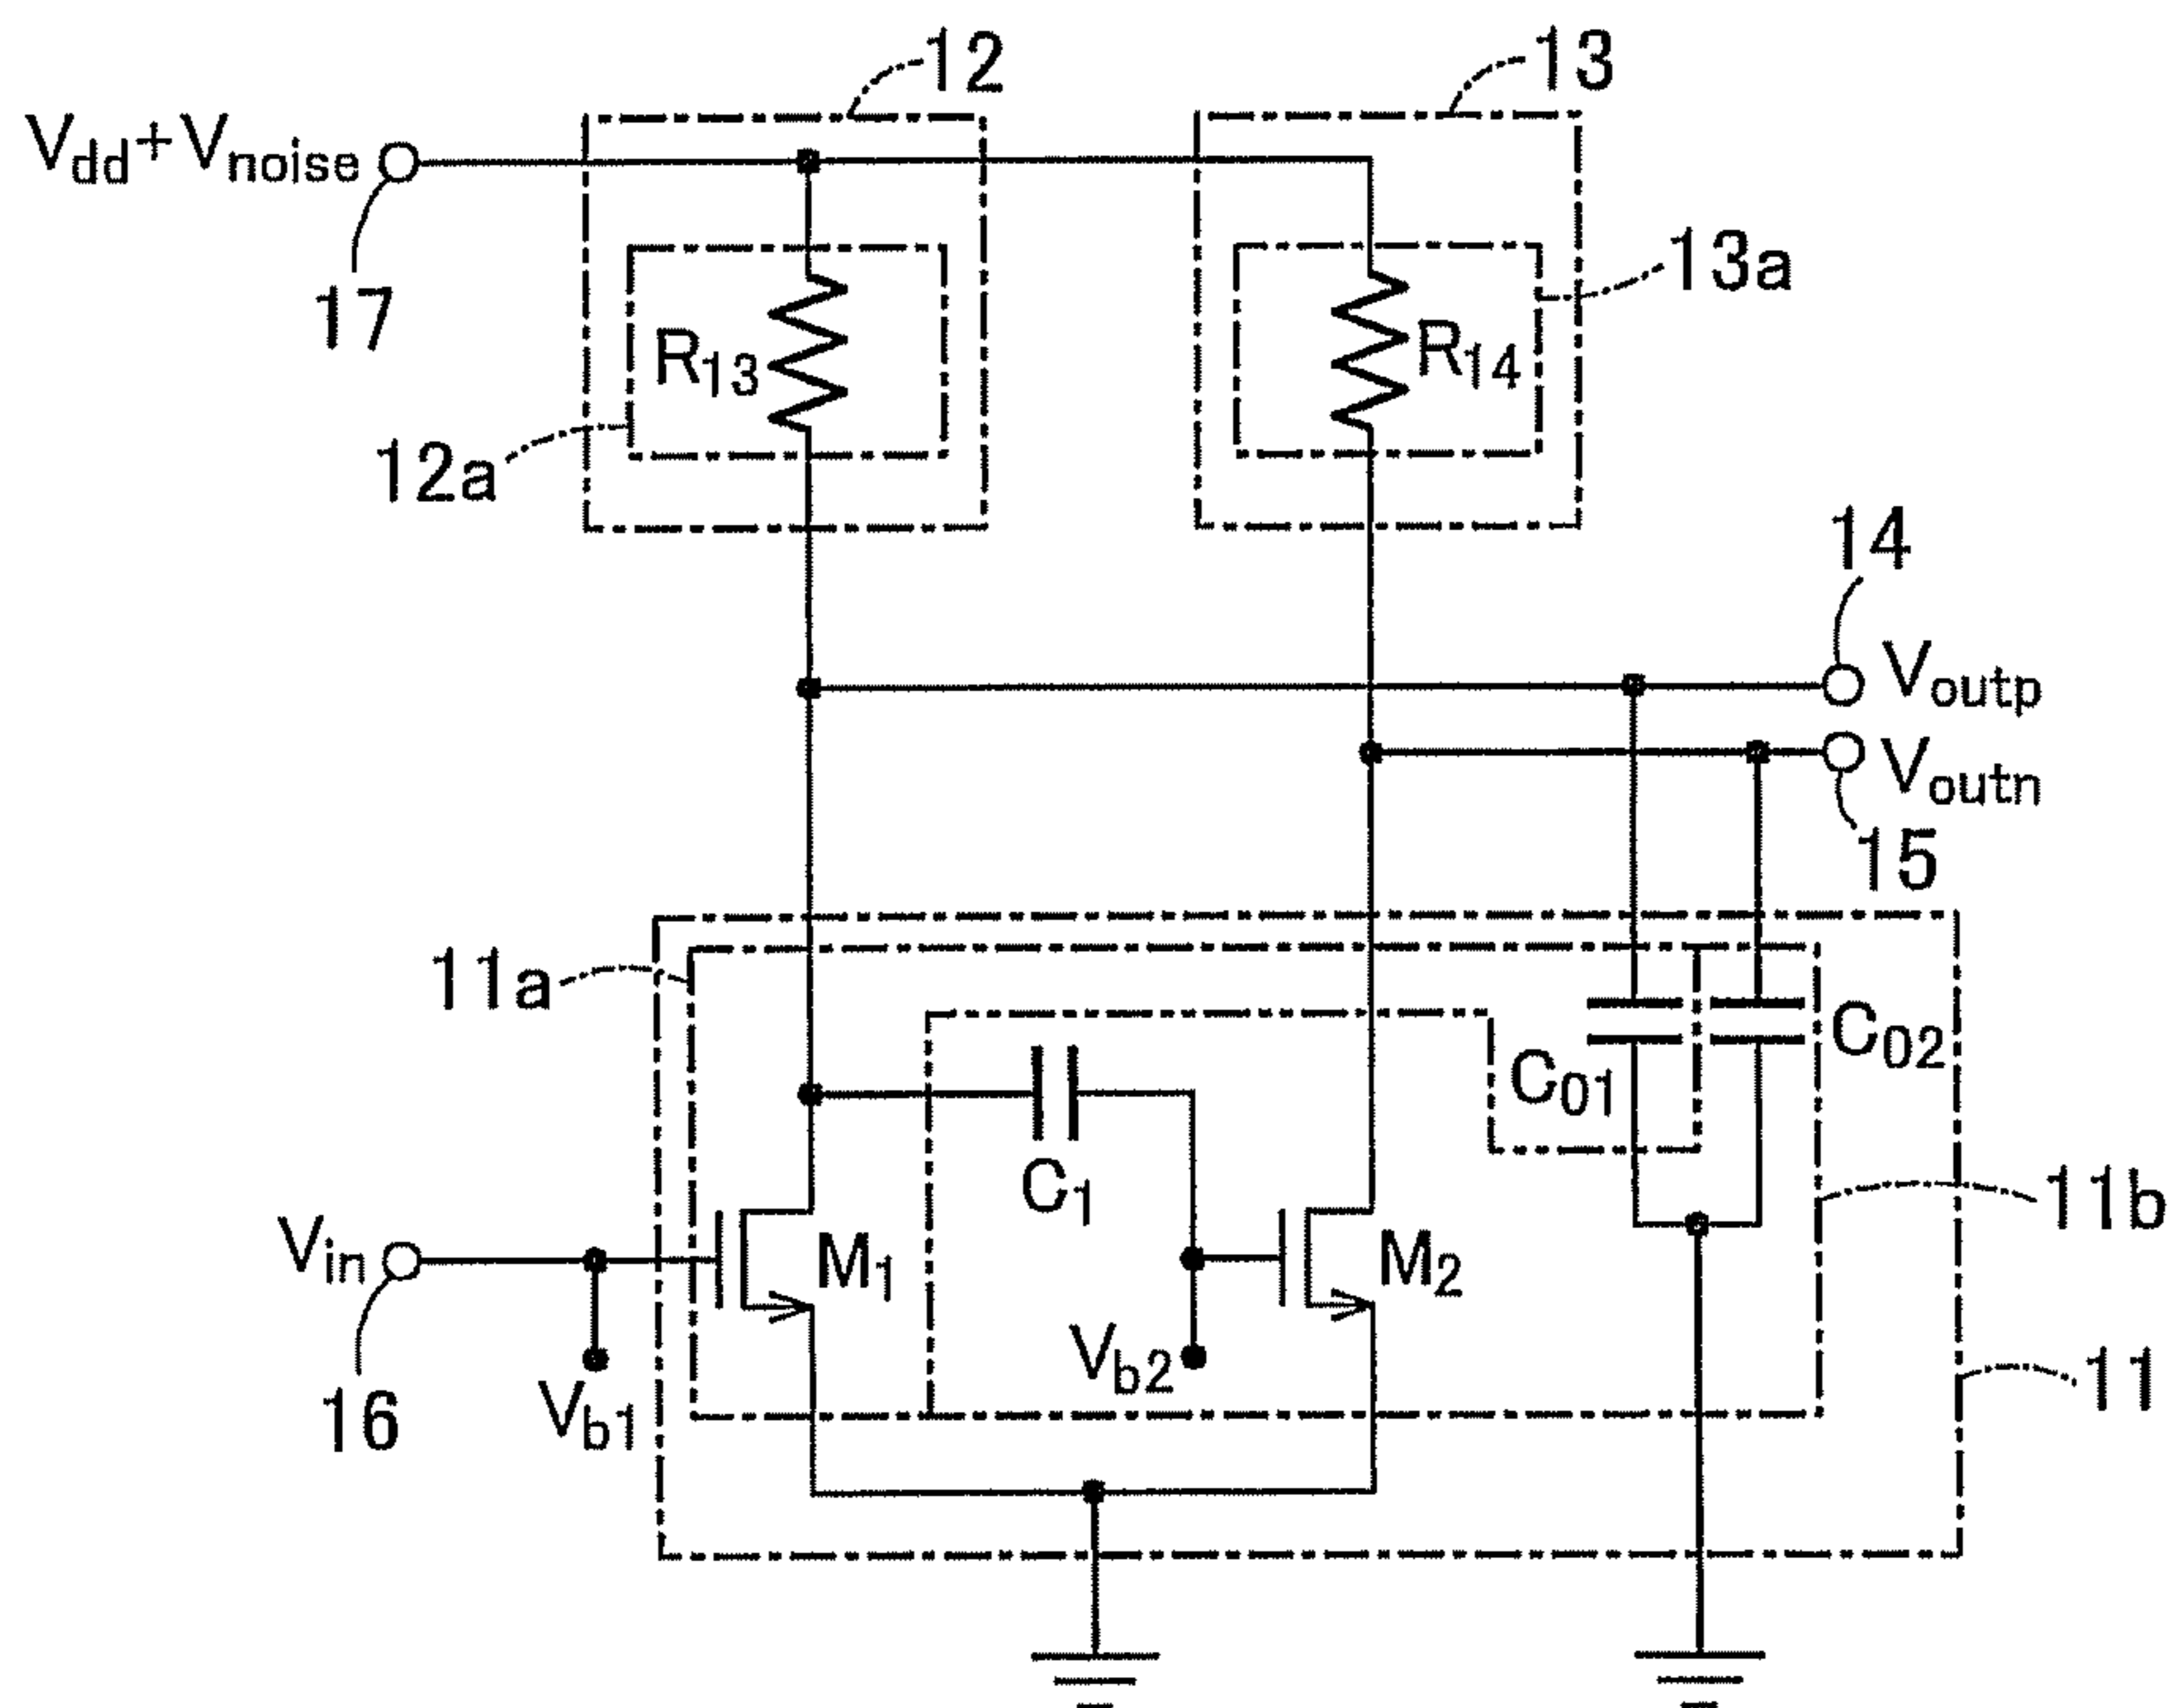 12
13
Vdd+Vnoise
17
13a
R13
R14
12a
14
Voutp
Voutn
15
11a
C02
C01
C1
11b
Vin
M1
M2
Vb2
11
16
Vb1